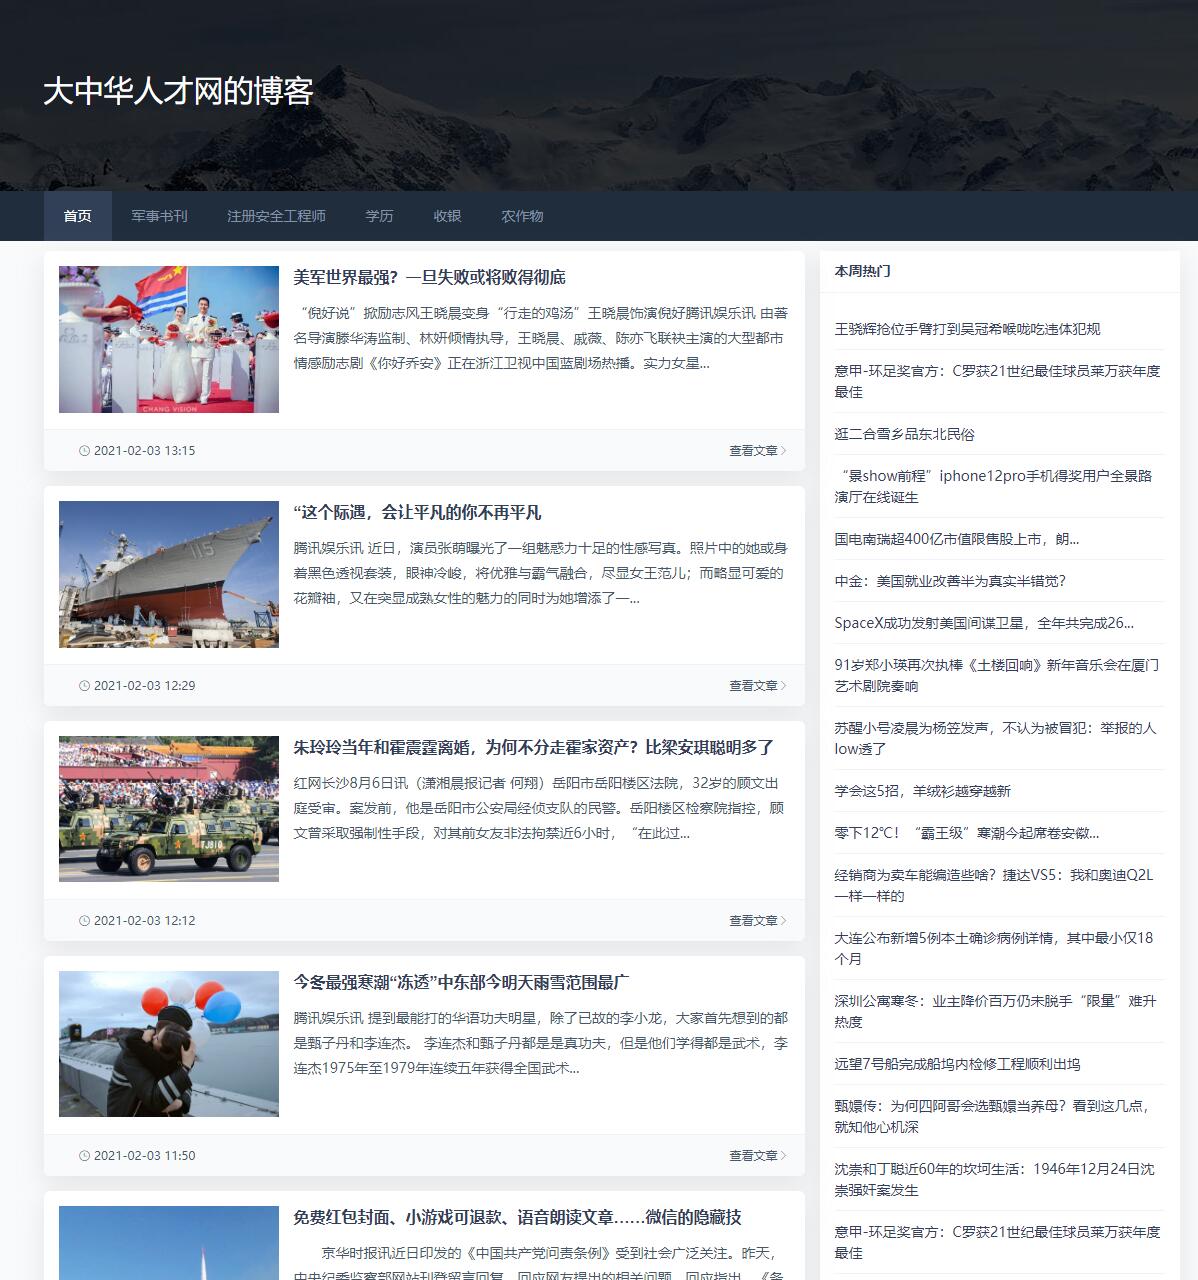 大中华人才网的博客
首页
军事书刊
注册安全工程师
学历
收银
农作物
CHANG VISION
美军世界最强？一旦失败或将败得彻底
“倪好说”掀励志风王晓晨变身“行走的鸡汤”王晓晨饰演倪好腾讯娱乐讯 由著
名导演滕华涛监制、林妍倾情执导，王晓晨、戚薇、陈亦飞联袂主演的大型都市
情感励志剧《你好乔安》正在浙江卫视中国蓝剧场热播。实力女星...
2021-02-03 13:15
查看文章
115
“这个际遇，会让平凡的你不再平凡
腾讯娱乐讯 近日，演员张萌曝光了一组魅惑力十足的性感写真。照片中的她或身
着黑色透视套装，眼神冷峻，将优雅与霸气融合，尽显女王范儿；而略显可爱的
花瓣袖，又在突显成熟女性的魅力的同时为她增添了一...
2021-02-03 12:29
查看文章
TJ810
朱玲玲当年和霍震霆离婚，为何不分走霍家资产？比梁安琪聪明多了
红网长沙8月6日讯（潇湘晨报记者 何翔）岳阳市岳阳楼区法院，32岁的顾文出
庭受审。案发前，他是岳阳市公安局经侦支队的民警。岳阳楼区检察院指控，顾
文曾采取强制性手段，对其前女友非法拘禁近6小时，“在此过...
2021-02-03 12:12
查看文章
今冬最强寒潮“冻透”中东部今明天雨雪范围最广
腾讯娱乐讯 提到最能打的华语功夫明星，除了已故的李小龙，大家首先想到的都
是甄子丹和李连杰。 李连杰和甄子丹都是是真功夫，但是他们学得都是武术，李
连杰1975年至1979年连续五年获得全国武术...
2021-02-03 11:50
查看文章
免费红包封面、小游戏可退款、语音朗读文章……微信的隐藏技
京华时报讯近日印发的《中国共产党问责条例》受到社会广泛关注。昨天，
中央纪委监察部网站刊登留言回复，回应网友提出的相关问题。回应指出，《条
本周热门
王骁辉抢位手臂打到吴冠希喉咙吃违体犯规
意甲-环足奖官方：C罗获21世纪最佳球员莱万获年度
最佳
逛二合雪乡品东北民俗
“景show前程”iphone12pro手机得奖用户全景路
演厅在线诞生
国电南瑞超400亿市值限售股上市，朗...
中金：美国就业改善半为真实半错觉？
SpaceX成功发射美国间谍卫星，全年共完成26...
91岁郑小瑛再次执棒《土楼回响》新年音乐会在厦门
艺术剧院奏响
苏醒小号凌晨为杨笠发声，不认为被冒犯：举报的人
low透了
学会这5招，羊绒衫越穿越新
零下12℃！“霸王级”寒潮今起席卷安徽...
经销商为卖车能编造些啥？捷达VS5：我和奥迪Q2L
一样一样的
大连公布新增5例本土确诊病例详情，其中最小仅18
个月
深圳公寓寒冬：业主降价百万仍未脱手“限量”难升
热度
远望7号船完成船坞内检修工程顺利出坞
甄嬛传：为何四阿哥会选甄嬛当养母？看到这几点，
就知他心机深
沈崇和丁聪近60年的坎坷生活：1946年12月24日沈
崇强奸案发生
意甲-环足奖官方：C罗获21世纪最佳球员莱万获年度
最佳